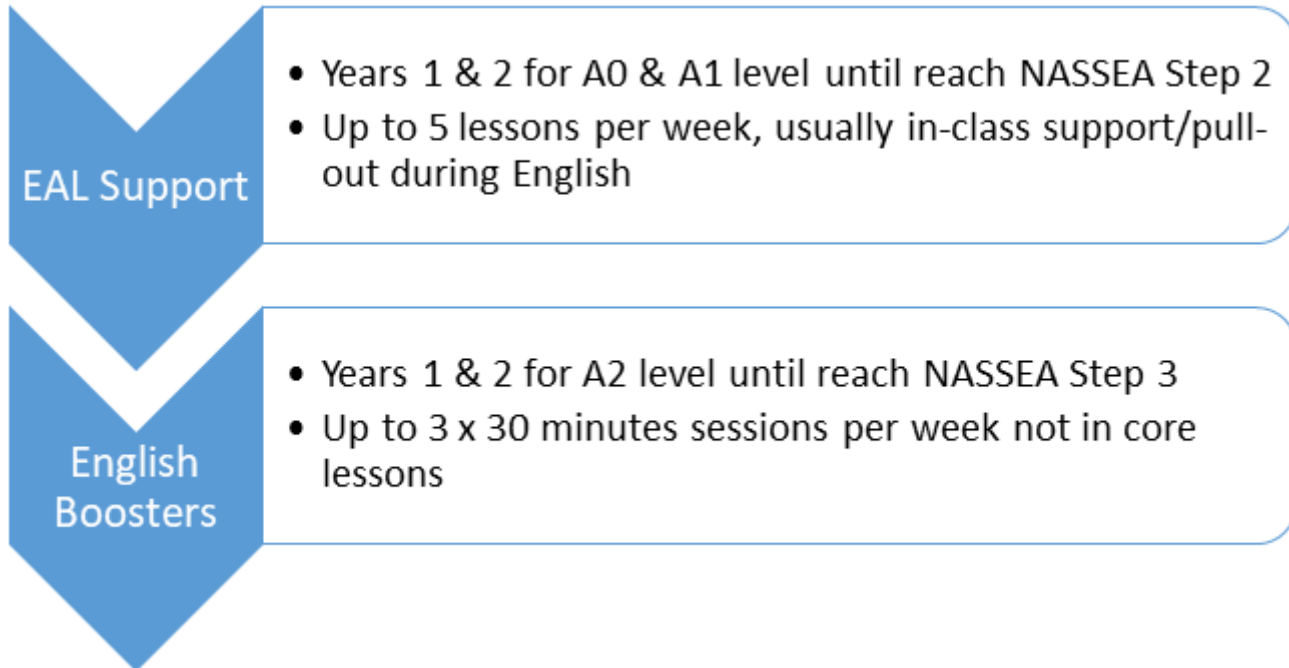 EAL Support
• Years 1 & 2 for A0 & A1 level until reach NASSEA Step 2
• Up to 5 lessons per week, usually in-class support/pull-
out during English
English
Boosters
• Years 1 & 2 for A2 level until reach NASSEA Step 3
• Up to 3 x 30 minutes sessions per week not in core
lessons